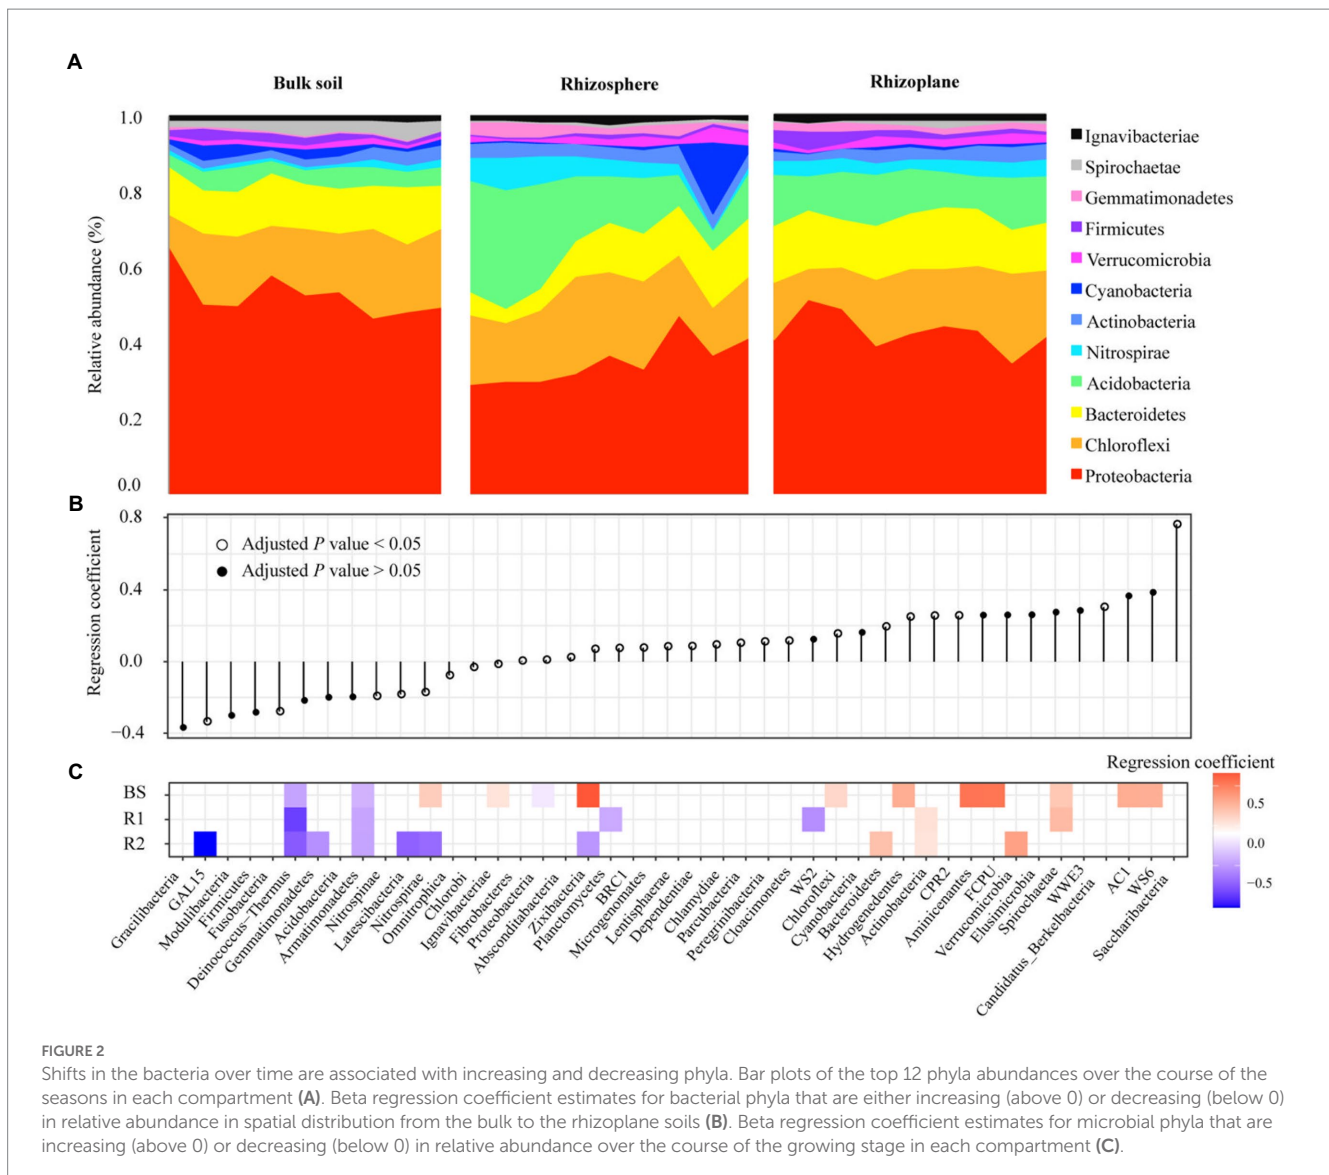 A
Bulk soil
Rhizosphere
Rhizoplane
Relative abundance (%)
1.0
0.8
0.6
0.4
0.2
0.0
Ignavibacteriae
Spirochaetae
Gemmatimonadetes
Firmicutes
Verrucomicrobia
Cyanobacteria
Actinobacteria
Nitrospirae
Acidobacteria
Bacteroidetes
Chloroflexi
Proteobacteria
B
Regression coefficient
0.8
0.4
0.0
−0.4
Adjusted P value < 0.05
Adjusted P value > 0.05
C
BS
R1
R2
Regression coefficient
0.5
0.0
−0.5
Gracilibacteria
GAL15
Modulibacteria
Firmicutes
Fusobacteria
Deinococcus−Thermus
Gemmatimonadetes
Acidobacteria
Armatimonadetes
Nitrospinae
Latescibacteria
Nitrospirae
Omnitrophica
Chlorobi
Ignavibacteriae
Fibrobacteres
Proteobacteria
Absconditabacteria
Zixibacteria
Planctomycetes
BRC1
Microgenomates
Lentisphaerae
Dependentiae
Chlamydiae
Parcubacteria
Peregrinibacteria
Cloacimonetes
WS2
Chloroflexi
Cyanobacteria
Bacteroidetes
Hydrogenedentes
Actinobacteria
CPR2
Aminicenantes
FCPU
Verrucomicrobia
Elusimicrobia
Spirochaetae
WWE3
Candidatus_Berkelbacteria
AC1
WS6
Saccharibacteria
FIGURE 2
Shifts in the bacteria over time are associated with increasing and decreasing phyla. Bar plots of the top 12 phyla abundances over the course of the
seasons in each compartment (A). Beta regression coefficient estimates for bacterial phyla that are either increasing (above 0) or decreasing (below 0)
in relative abundance in spatial distribution from the bulk to the rhizoplane soils (B). Beta regression coefficient estimates for microbial phyla that are
increasing (above 0) or decreasing (below 0) in relative abundance over the course of the growing stage in each compartment (C).